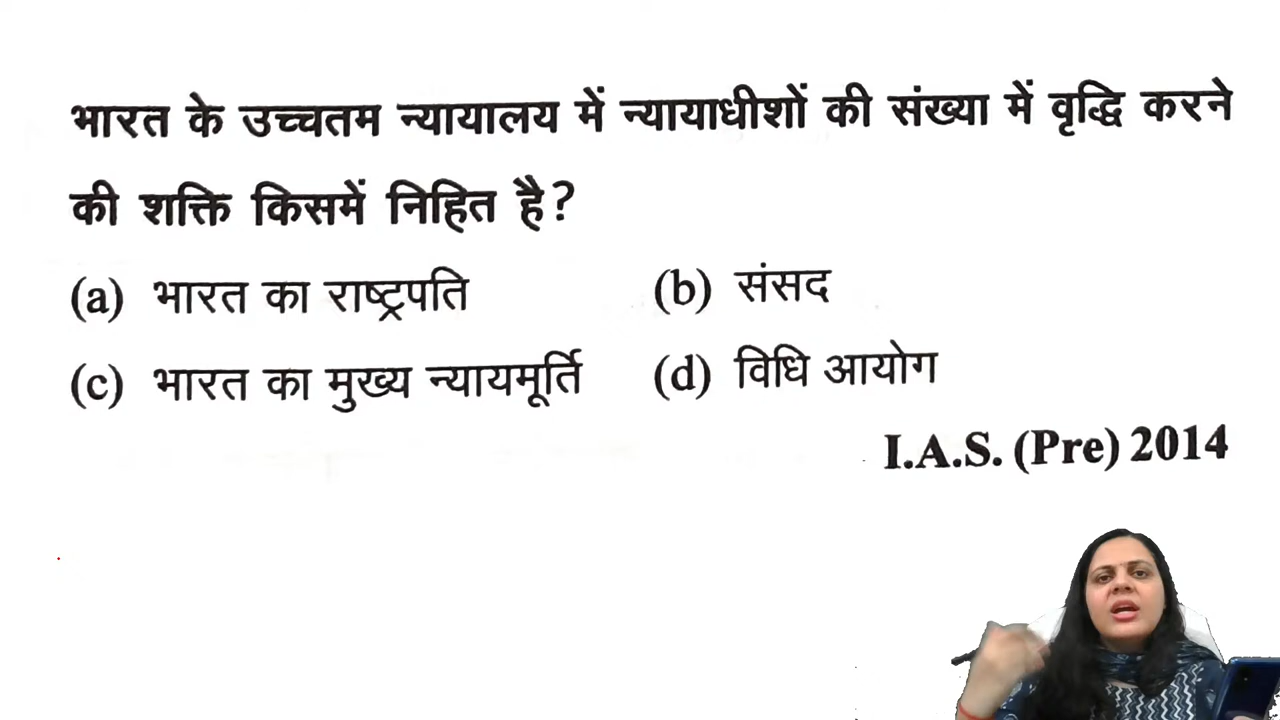 भारत के उच्चतम न्यायालय में न्यायाधीशों की संख्या में वृद्धि करने
की शक्ति किसमें निहित है?
(a) भारत का राष्ट्रपति (b) संसद
(c) भारत का मुख्य न्यायमूर्ति (d) विधि आयोग
I.A.S. (Pre) 2014